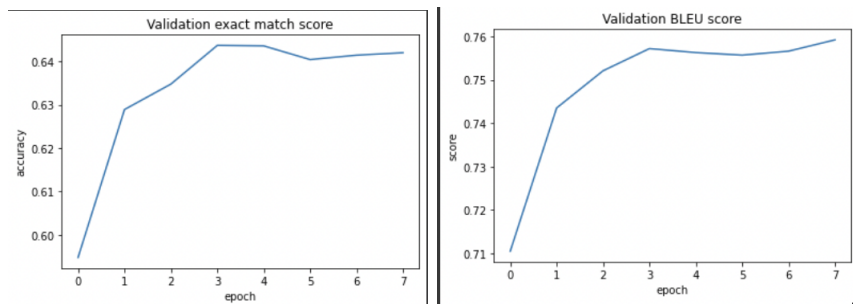 Validation exact match score
accuracy
0.64
0.63
0.62
0.61
0.60
0 1 2 3 4 5 6 7
epoch
Validation BLEU score
score
0.76
0.75
0.74
0.73
0.72
0.71
0 1 2 3 4 5 6 7
epoch